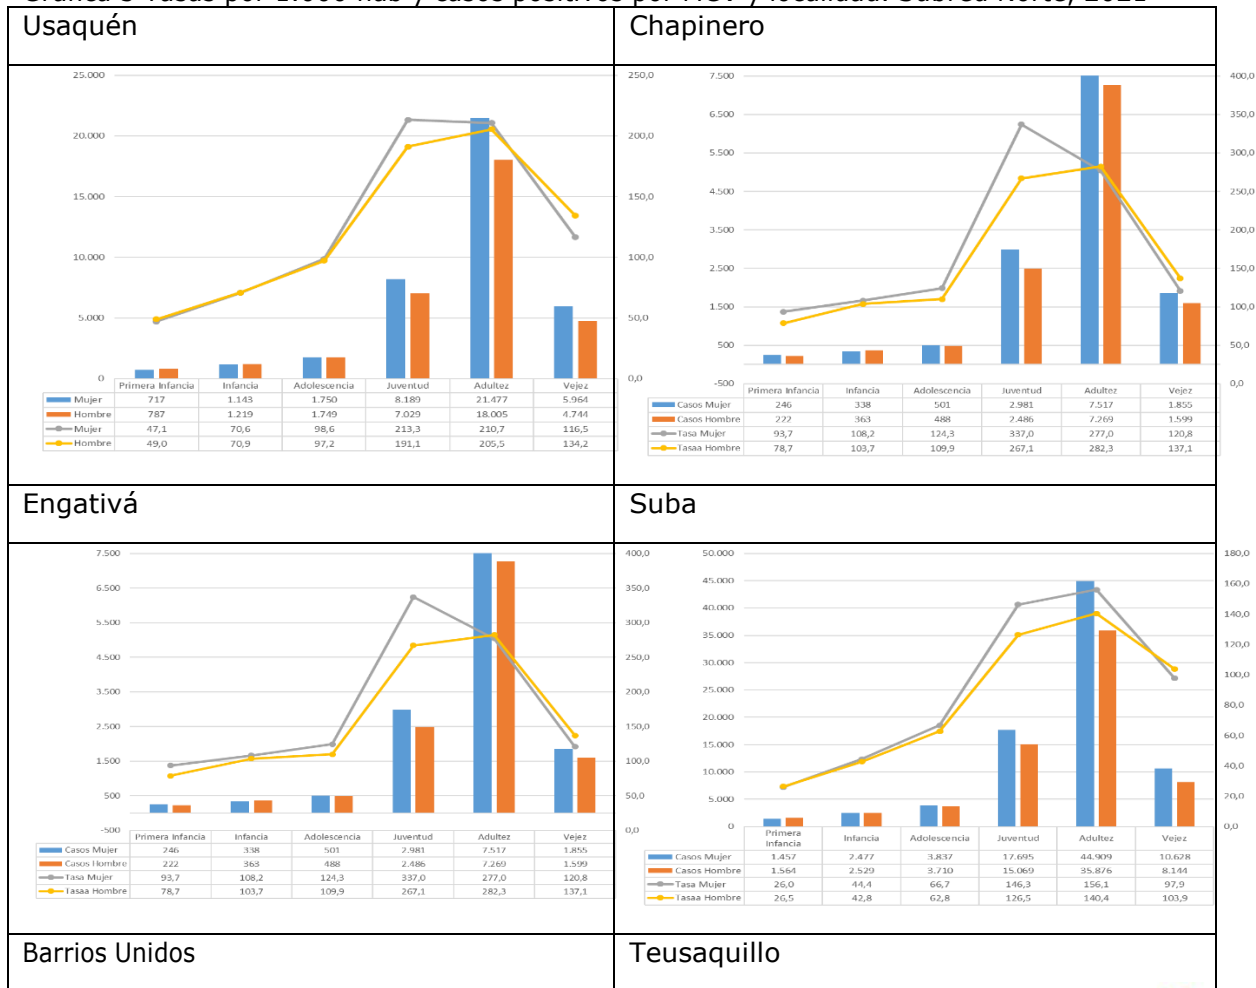 Gráfica 3 Tasas por 1.000 hab y casos positivos por MCV y localidad. Subred Norte, 2021
Usaquén
Chapinero
25.000
20.000
15.000
10.000
5.000
0
250,0
200,0
150,0
100,0
50,0
0,0
Primera Infancia Infancia Adolescencia Juventud Adultez Vejez
Mujer 717 1.143 1.750 8.189 21.477 5.964
Hombre 787 1.219 1.749 7.029 18.005 4.744
Mujer 47,1 70,6 98,6 213,3 210,7 116,5
Hombre 49,0 70,9 97,2 191,1 205,5 134,2
7.500
6.500
5.500
4.500
3.500
2.500
1.500
500
-500
400,0
350,0
300,0
250,0
200,0
150,0
100,0
50,0
0,0
Primera Infancia Infancia Adolescencia Juventud Adultez Vejez
Casos Mujer 246 338 501 2.981 7.517 1.855
Casos Hombre 222 363 488 2.486 7.269 1.599
Tasa Mujer 93,7 108,2 124,3 337,0 277,0 120,8
Tasaa Hombre 78,7 103,7 109,9 267,1 282,3 137,1
Engativá
Suba
7.500
6.500
5.500
4.500
3.500
2.500
1.500
500
-500
400,0
350,0
300,0
250,0
200,0
150,0
100,0
50,0
0,0
Primera Infancia Infancia Adolescencia Juventud Adultez Vejez
Casos Mujer 246 338 501 2.981 7.517 1.855
Casos Hombre 222 363 488 2.486 7.269 1.599
Tasa Mujer 93,7 108,2 124,3 337,0 277,0 120,8
Tasaa Hombre 78,7 103,7 109,9 267,1 282,3 137,1
50.000
45.000
40.000
35.000
30.000
25.000
20.000
15.000
10.000
5.000
0
180,0
160,0
140,0
120,0
100,0
80,0
60,0
40,0
20,0
0,0
Primera
Infancia Infancia Adolescencia Juventud Adultez Vejez
Casos Mujer 1.457 2.477 3.837 17.695 44.909 10.628
Casos Hombre 1.564 2.529 3.710 15.069 35.876 8.144
Tasa Mujer 26,0 44,4 66,7 146,3 156,1 97,9
Tasaa Hombre 26,5 42,8 62,8 126,5 140,4 103,9
Barrios Unidos
Teusaquillo